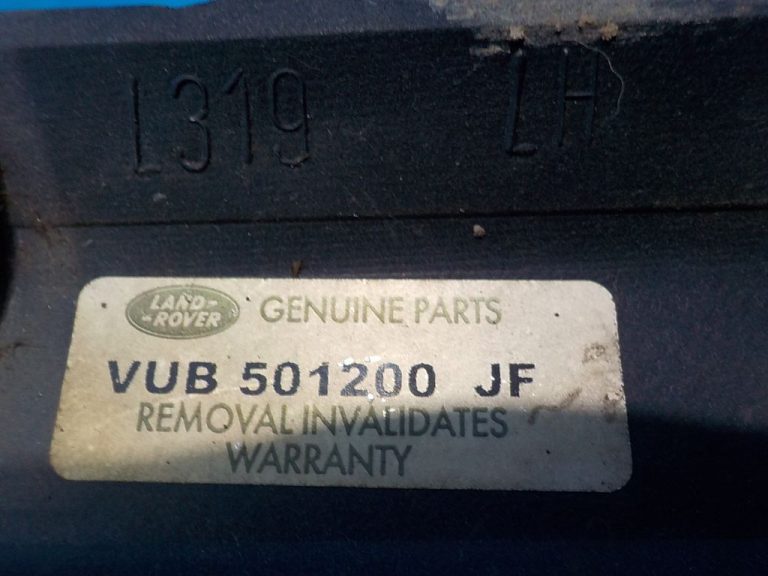 L319 LH
LAND-
-ROVER
GENUINE PARTS
VUB 501200 JF
REMOVAL INVALIDATES
WARRANTY